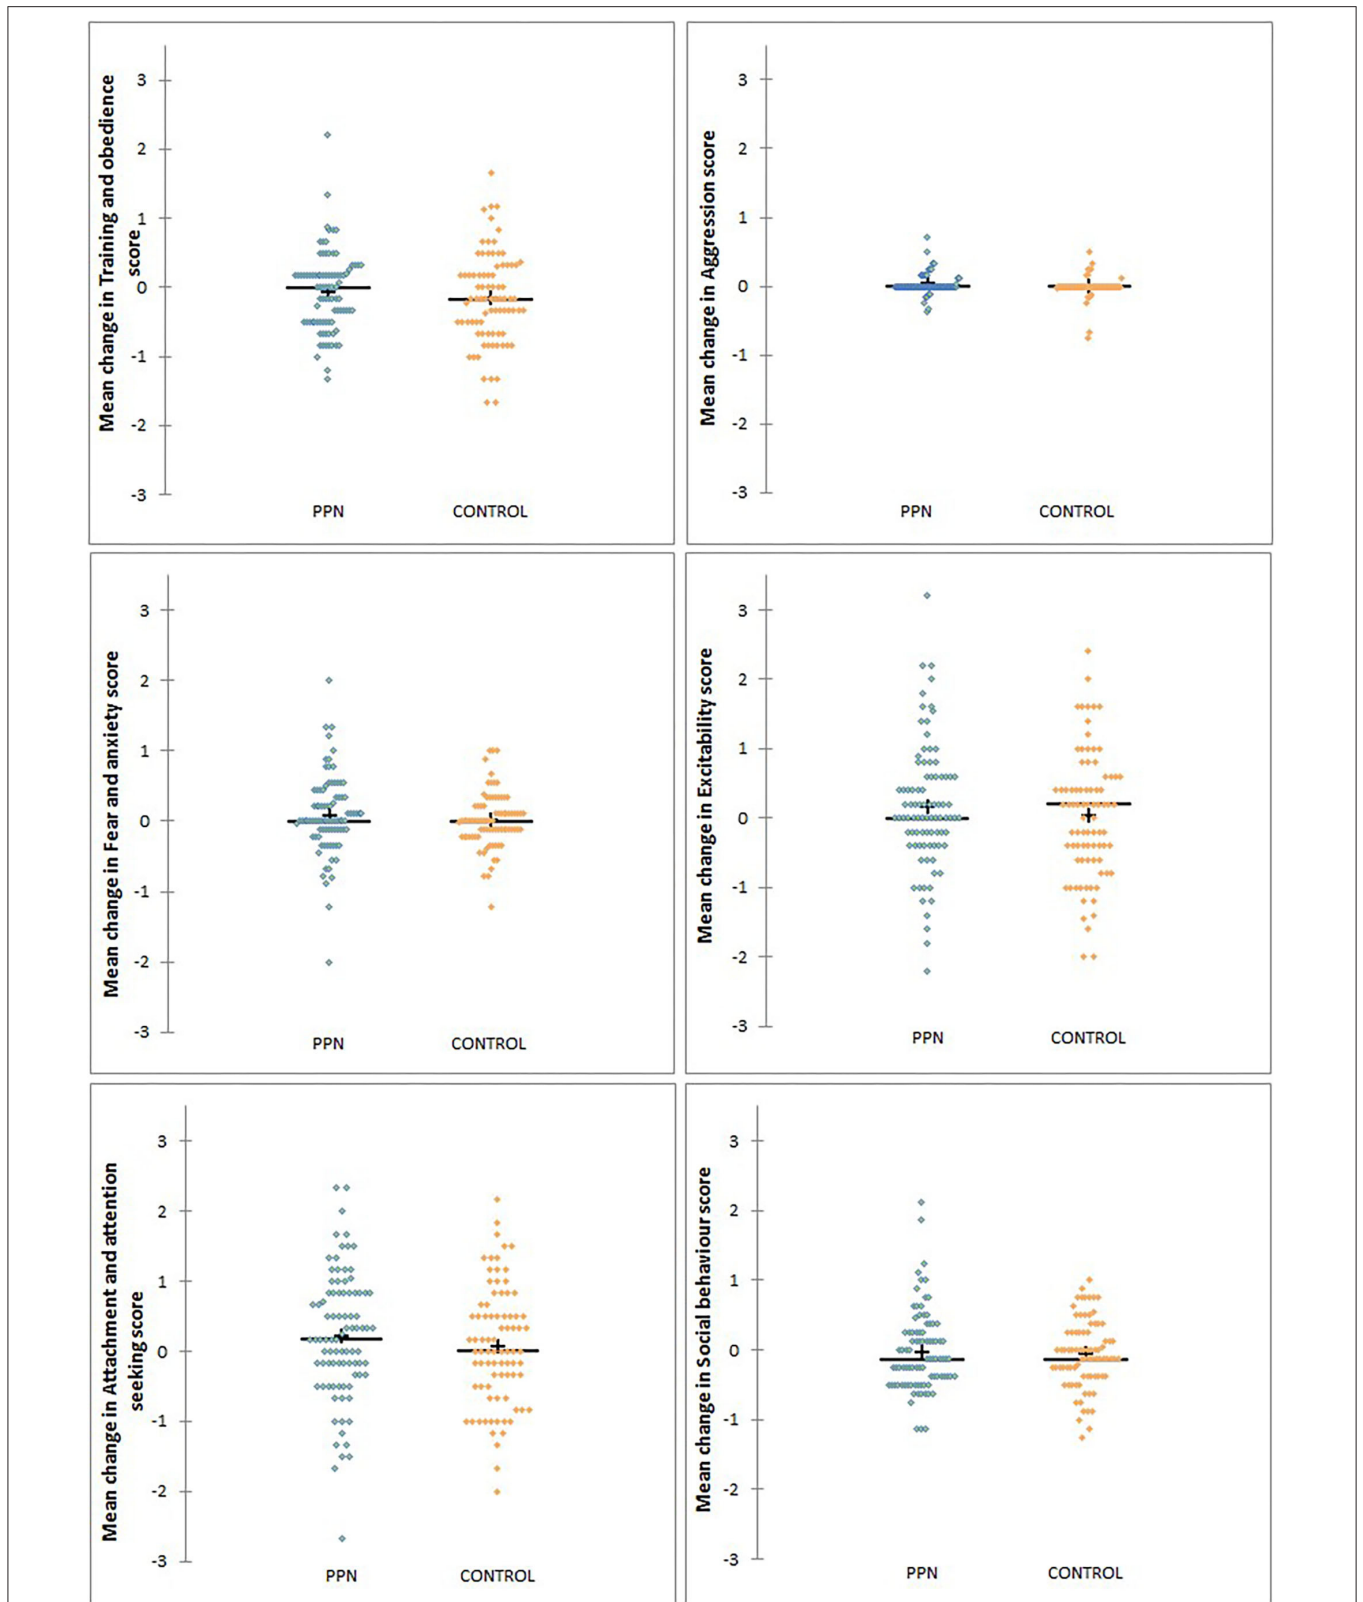 Mean change in Training and obedience
score
3
2
1
0
-1
-2
-3
PPN
CONTROL
Mean change in Aggression score
3
2
1
0
-1
-2
-3
PPN
CONTROL
Mean change in Fear and anxiety score
3
2
1
0
-1
-2
-3
PPN
CONTROL
Mean change in Excitability score
3
2
1
0
-1
-2
-3
PPN
CONTROL
Mean change in Attachment and attention
seeking score
3
2
1
0
-1
-2
-3
PPN
CONTROL
Mean change in Social behaviour score
3
2
1
0
-1
-2
-3
PPN
CONTROL